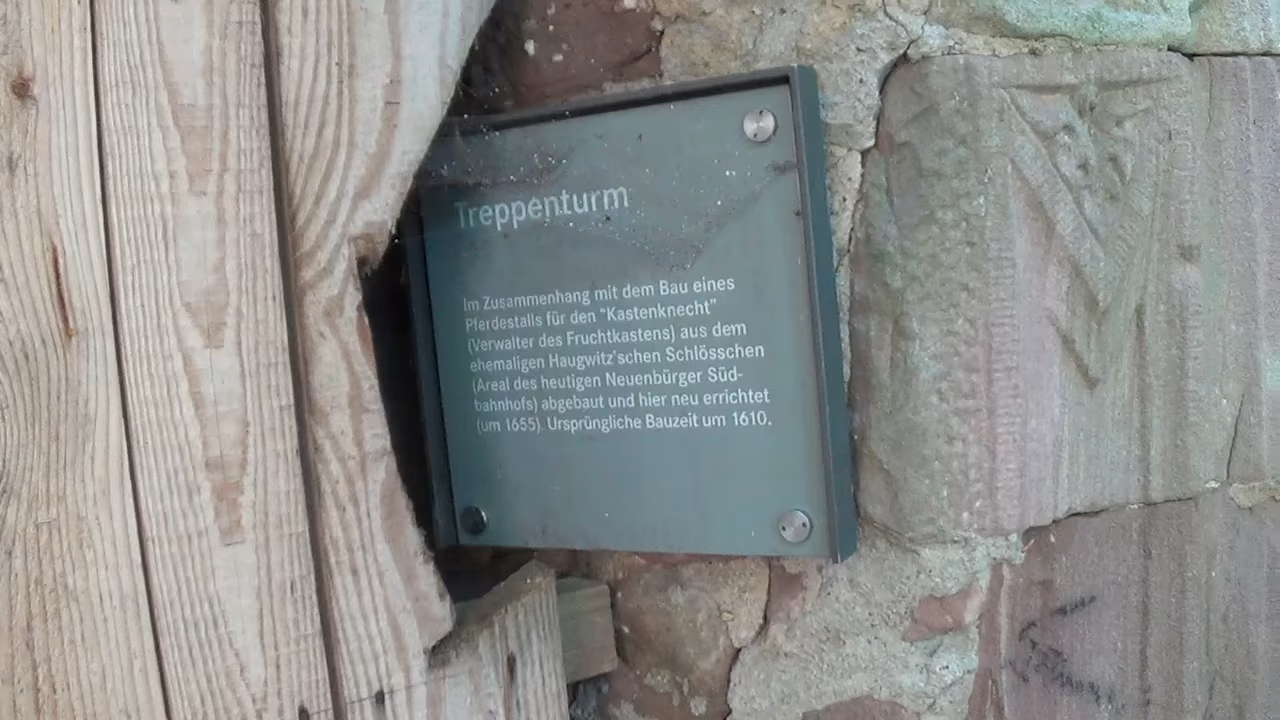 Treppenturm
Im Zusammenhang mit dem Bau eines
Pferdestalls für den "Kastenknecht"
(Verwalter des Fruchtkastens) aus dem
ehemaligen Haugwitz'schen Schlösschen
(Areal des heutigen Neuenbürger Süd-
bahnhofs) abgebaut und hier neu errichtet
(um 1655). Ursprüngliche Bauzeit um 1610.